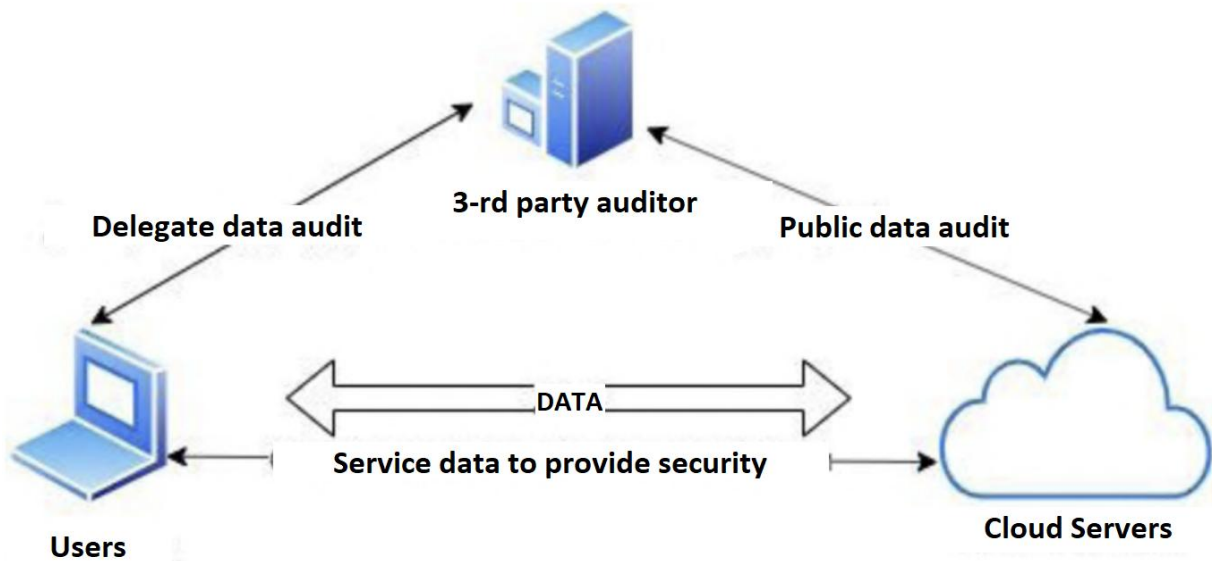 3-rd party auditor
Delegate data audit
Public data audit
DATA
Service data to provide security
Users
Cloud Servers